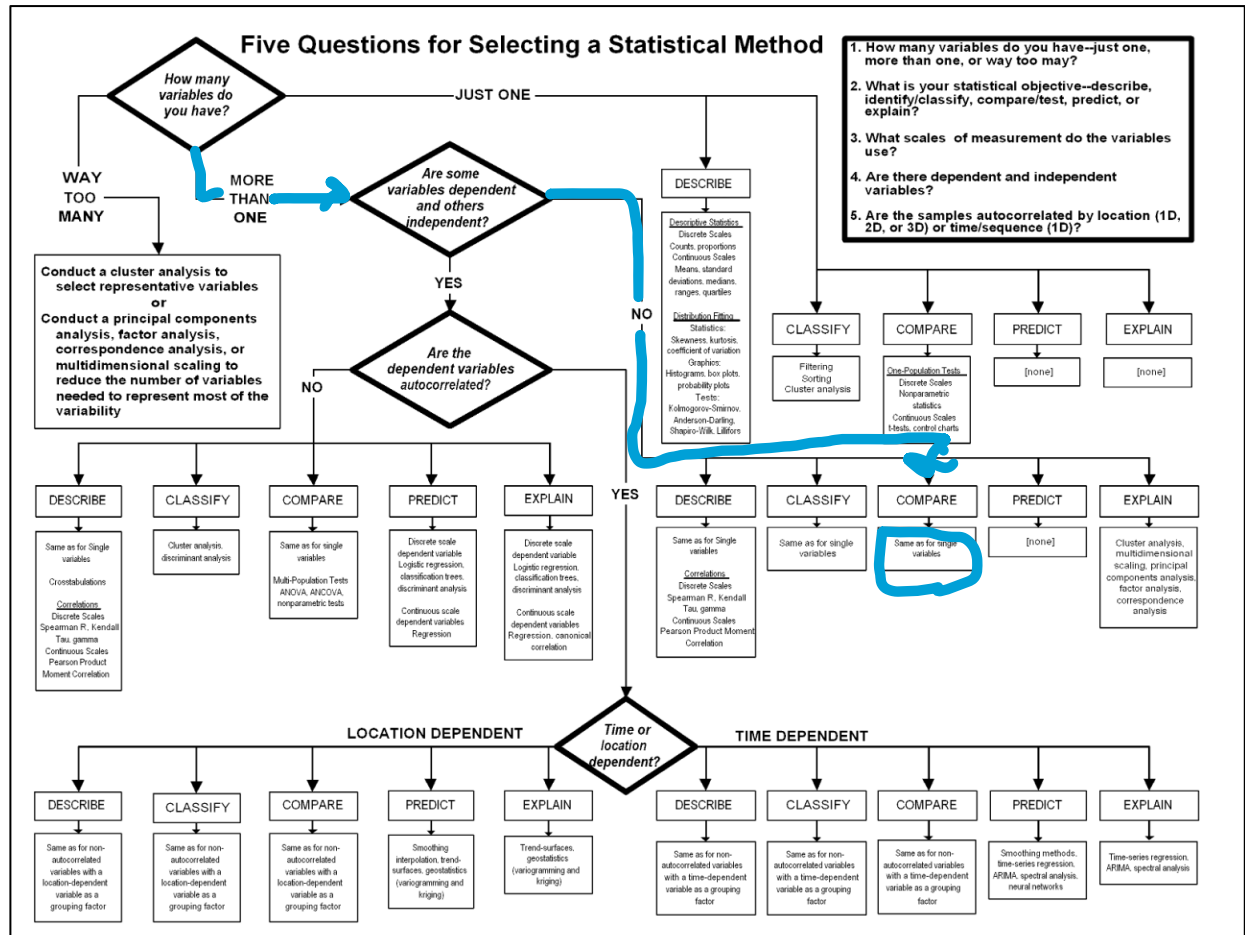 Five Questions for Selecting a Statistical Method
How many
variables do
you have?
JUST ONE
1. How many variables do you have--just one,
more than one, or way too may?
2. What is your statistical objective--describe,
identify/classify, compare/test, predict, or
explain?
3. What scales of measurement do the variables
use?
4. Are there dependent and independent
variables?
5. Are the samples autocorrelated by location (1D,
2D, or 3D) or time/sequence (1D)?
WAY
TOO
MANY
MORE
THAN
ONE
Are some
variables dependent
and others
independent?
YES
NO
Conduct a cluster analysis to
select representative variables
or
Conduct a principal components
analysis, factor analysis,
correspondence analysis, or
multidimensional scaling to
reduce the number of variables
needed to represent most of the
variability
DESCRIBE
Descriptive Statistics
Discrete Scales
Counts, proportions
Continuous Scales
Means, standard
deviations, medians,
ranges, quartiles
Distribution Fitting
Statistics:
Skewness, kurtosis,
coefficient of variation
Graphics:
Histograms, box plots,
probability plots
Tests:
Kolmogorov-Smirnov,
Anderson-Darling,
Shapiro-Wilk, Lillifors
CLASSIFY
Filtering
Sorting
Cluster analysis
COMPARE
One-Population Tests
Discrete Scales
Nonparametric
statistics
Continuous Scales
t-tests, control charts
PREDICT
[none]
EXPLAIN
[none]
Are the
dependent variables
autocorrelated?
NO
YES
DESCRIBE
Same as for Single
variables
Crosstabulations
Correlations
Discrete Scales
Spearman R, Kendall
Tau, gamma
Continuous Scales
Pearson Product
Moment Correlation
CLASSIFY
Cluster analysis,
discriminant analysis
COMPARE
Same as for single
variables
Multi-Population Tests
ANOVA, ANCOVA,
nonparametric tests
PREDICT
Discrete scale
dependent variable
Logistic regression,
classification trees,
discriminant analysis
Continuous scale
dependent variables
Regression
EXPLAIN
Discrete scale
dependent variable
Logistic regression,
classification trees,
discriminant analysis
Continuous scale
dependent variables
Regression, canonical
correlation
DESCRIBE
Same as for Single
variables
Correlations
Discrete Scales
Spearman R, Kendall
Tau, gamma
Continuous Scales
Pearson Product Moment
Correlation
CLASSIFY
Same as for single
variables
COMPARE
Same as for single
variables
PREDICT
[none]
EXPLAIN
Cluster analysis,
multidimensional
scaling, principal
components analysis,
factor analysis,
correspondence
analysis
Time or
location
dependent?
LOCATION DEPENDENT
TIME DEPENDENT
DESCRIBE
Same as for non-
autocorrelated
variables with a
location-dependent
variable as a
grouping factor
CLASSIFY
Same as for non-
autocorrelated
variables with a
location-dependent
variable as a
grouping factor
COMPARE
Same as for non-
autocorrelated
variables with a
location-dependent
variable as a
grouping factor
PREDICT
Smoothing
interpolation, trend-
surfaces, geostatistics
(variogramming and
kriging)
EXPLAIN
Trend-surfaces,
geostatistics
(variogramming and
kriging)
DESCRIBE
Same as for non-
autocorrelated variables
with a time-dependent
variable as a grouping
factor
CLASSIFY
Same as for non-
autocorrelated variables
with a time-dependent
variable as a grouping
factor
COMPARE
Same as for non-
autocorrelated variables
with a time-dependent
variable as a grouping
factor
PREDICT
Smoothing methods,
time-series regression,
ARIMA, spectral analysis,
neural networks
EXPLAIN
Time-series regression,
ARIMA, spectral analysis